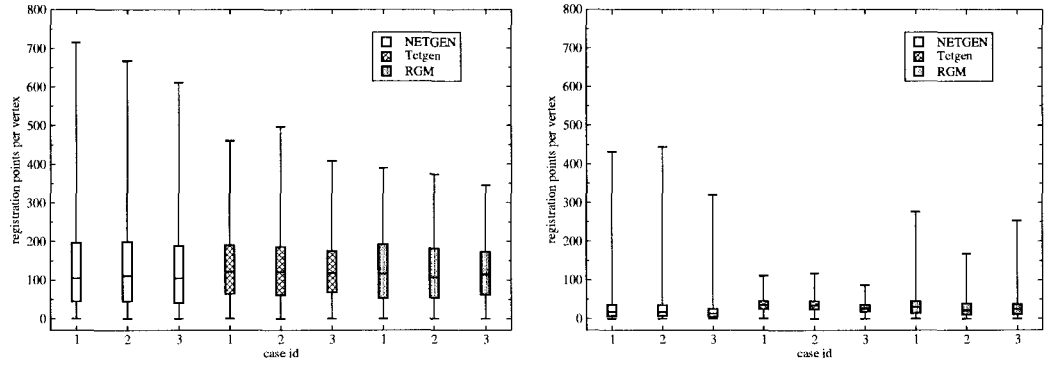 800
700
600
500
400
300
200
100
0
registration points per vertex
NETGEN
Tetgen
RGM
1 2 3 1 2 3 1 2 3
case id
800
700
600
500
400
300
200
100
0
registration points per vertex
NETGEN
Tetgen
RGM
1 2 3 1 2 3 1 2 3
case id